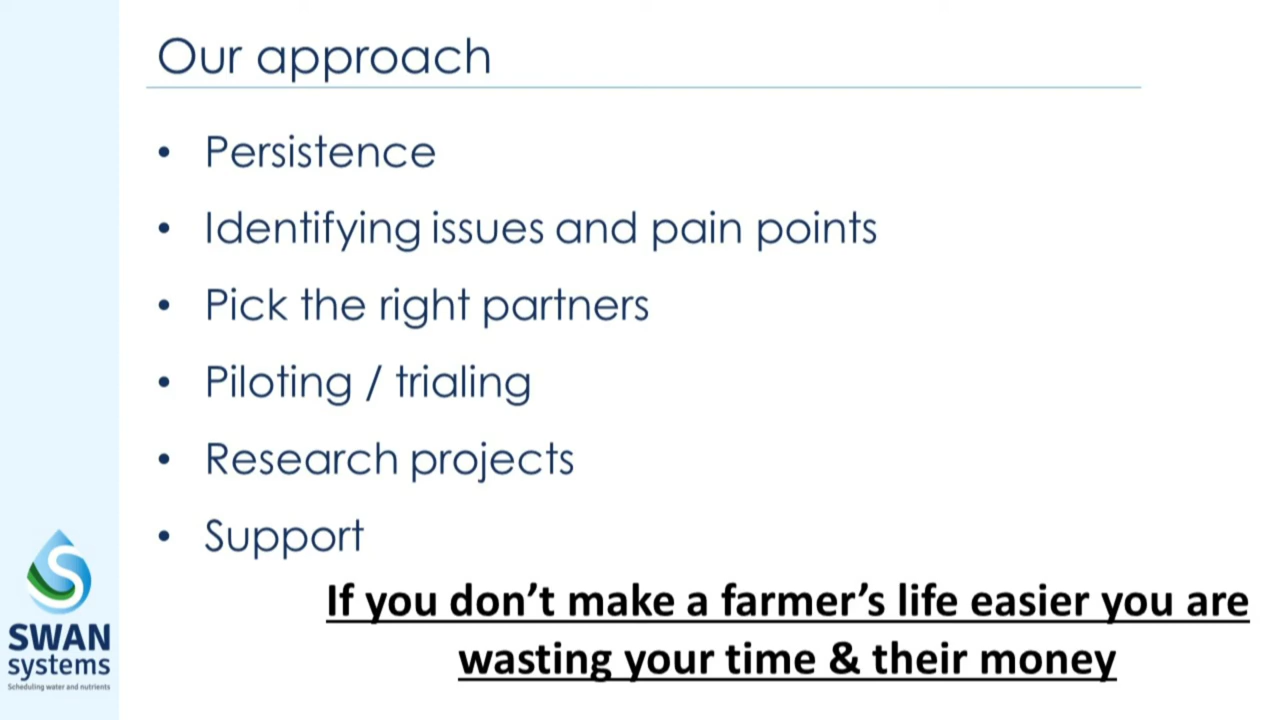 Our approach
• Persistence
• Identifying issues and pain points
• Pick the right partners
• Piloting / trialing
• Research projects
• Support
If you don't make a farmer's life easier you are
wasting your time & their money
SWAN
systems
Scheduling water and nutrients